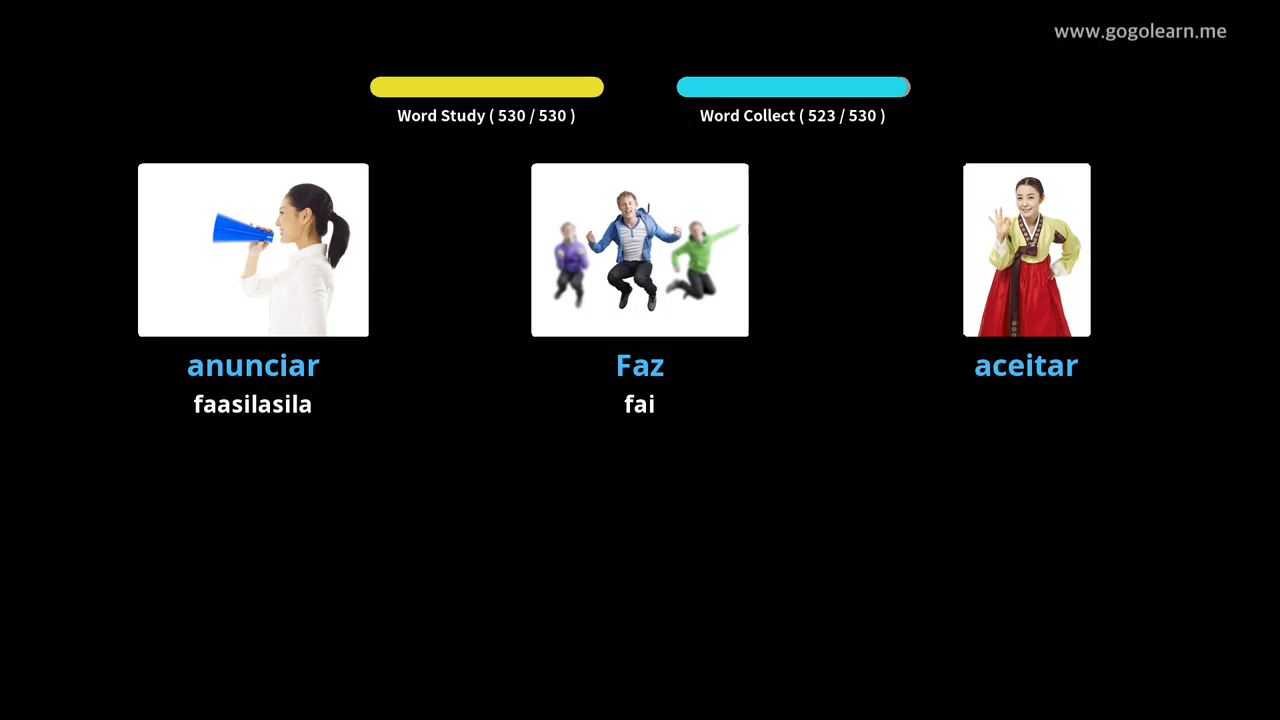 www.gogolearn.me
Word Study ( 530 / 530 )
Word Collect ( 523 / 530 )
anunciar
Faz
aceitar
faasilasila
fai